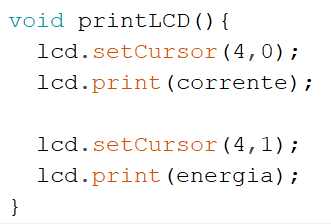 void printLCD(){
  lcd.setCursor(4,0);
  lcd.print(corrente);

  lcd.setCursor(4,1);
  lcd.print(energia);
}